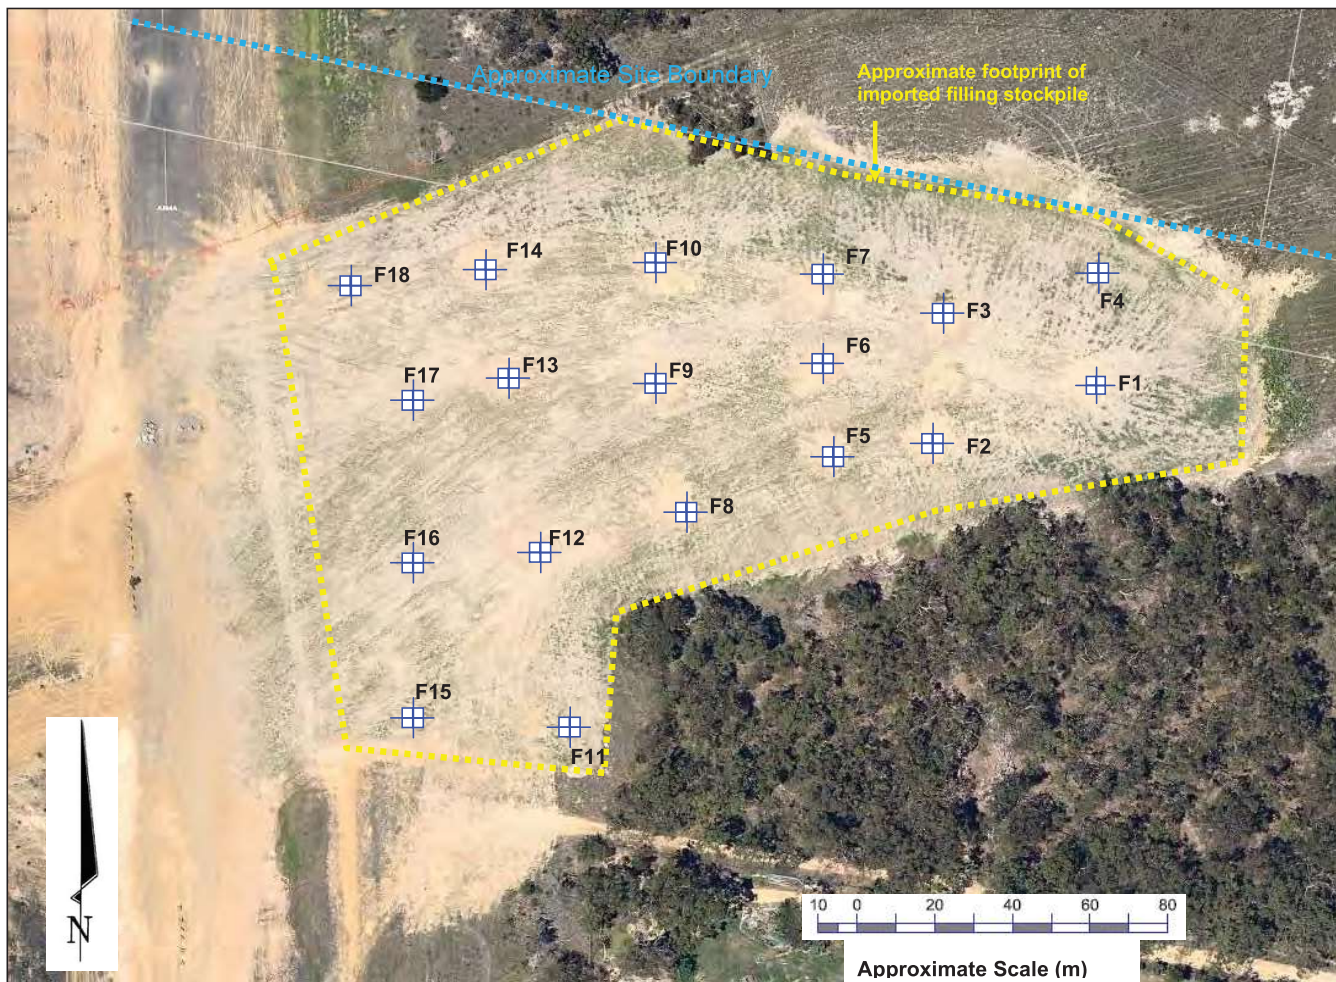 Approximate Site Boundary
Approximate footprint of
imported filling stockpile
F14
F10
F7
F18
F4
F3
F6
F13
F9
F17
F1
F5
F2
F8
F16
F12
F15
F11
N
10 0 20 40 60 80
Approximate Scale (m)